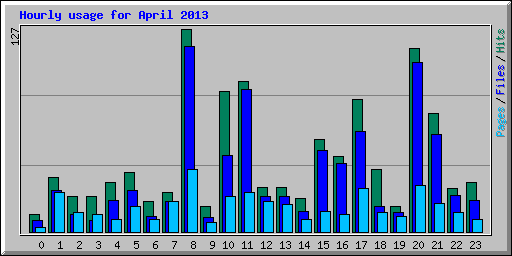 Hourly usage for April 2013
127
Pages / Files / Hits
0 1 2 3 4 5 6 7 8 9 10 11 12 13 14 15 16 17 18 19 20 21 22 23